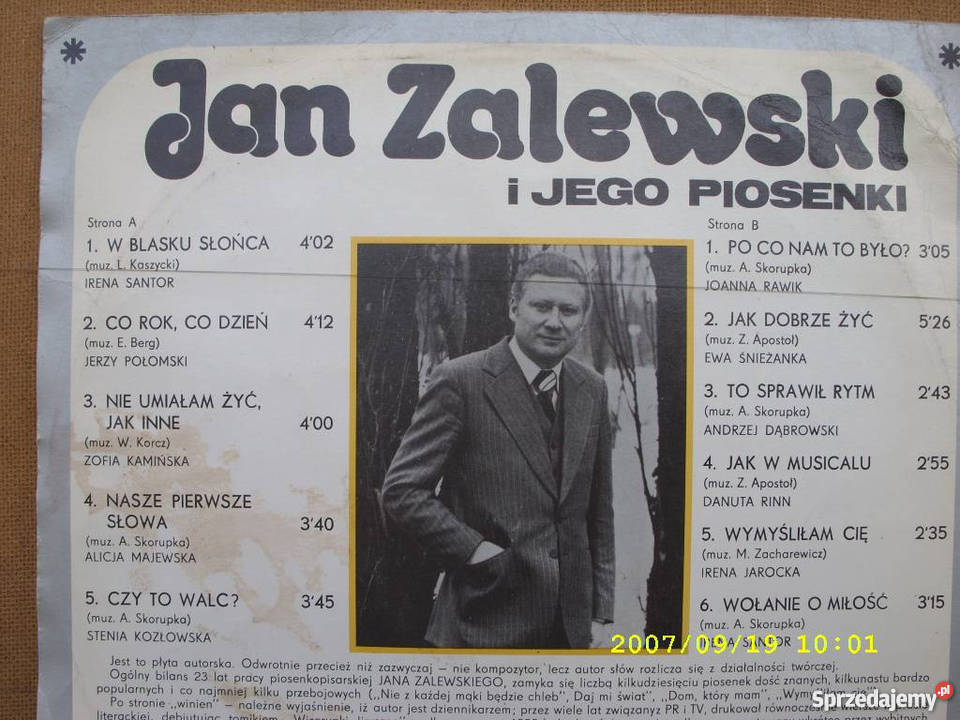 Jan Zalewski
i JEGO PIOSENKI
Strona A
1. W BLASKU SŁOŃCA 4'02
(muz. L. Kaszycki)
IRENA SANTOR
2. CO ROK, CO DZIEŃ 4'12
(muz. E. Berg)
JERZY POŁOMSKI
3. NIE UMIAŁAM ŻYĆ,
JAK INNE 4'00
(muz. W. Korcz)
ZOFIA KAMIŃSKA
4. NASZE PIERWSZE
SŁOWA 3'40
(muz. A. Skorupka)
ALICJA MAJEWSKA
5. CZY TO WALC? 3'45
(muz. A. Skorupka)
STENIA KOZŁOWSKA
Strona B
1. PO CO NAM TO BYŁO? 3'05
(muz. A. Skorupka)
JOANNA RAWIK
2. JAK DOBRZE ŻYĆ 5'26
(muz. Z. Apostoł)
EWA ŚNIEŻANKA
3. TO SPRAWIŁ RYTM 2'43
(muz. A. Skorupka)
ANDRZEJ DĄBROWSKI
4. JAK W MUSICALU 2'55
(muz. Z. Apostoł)
DANUTA RINN
5. WYMYŚLIŁAM CIĘ 2'35
(muz. M. Zacharewicz)
IRENA JAROCKA
6. WOŁANIE O MIŁOŚĆ 3'15
(muz. A. Skorupka)
IRENA SANTOR
2007/09/19 10:01
Jest to płyta autorska. Odwrotnie przecież niż zazwyczaj – nie kompozytor, lecz autor słów rozlicza się z działalności twórczej.
Ogólny bilans 23 lat pracy piosenkopisarskiej JANA ZALEWSKIEGO, zamyka się liczbą kilkudziesięciu piosenek dość znanych, kilkunastu bardzo
popularnych i co najmniej kilku przebojowych („Nie z każdej mąki będzie chleb", Daj mi świat", „Dom, który mam", „Wymyśliłam
Po stronie „winien" – należne wyjaśnienie, iż autor jest dziennikarzem; przez wiele lat związany z PR i TV, drukował równocześnie
literackiej, debiutując tomikiem
Sprzedajemy.pl